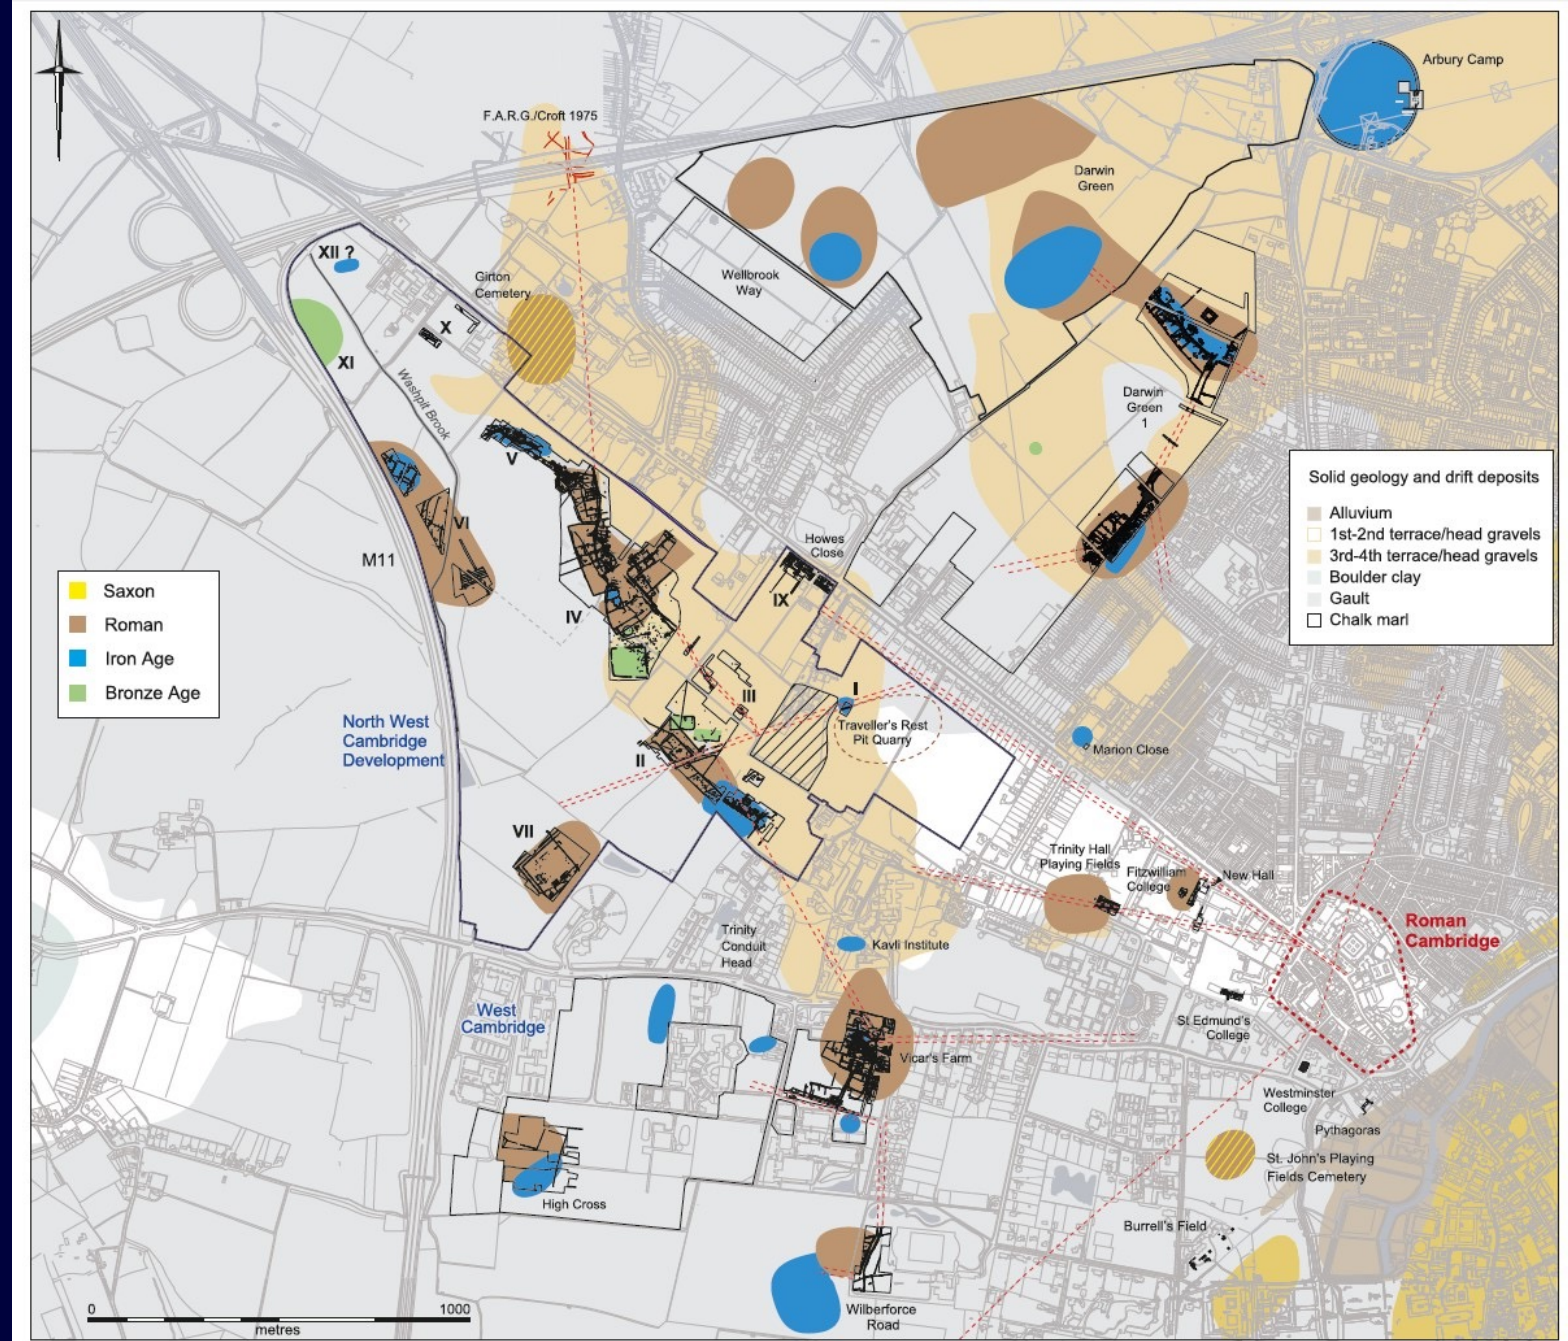 Arbury Camp
F.A.R.G./Croft 1975
Darwin
Green
XII ?
Girton
Cemetery
Wellbrook
Way
X
XI
Washpit Brook
Darwin
Green
1
V
VI
M11
Howes
Close
IX
IV
Solid geology and drift deposits
Alluvium
1st-2nd terrace/head gravels
3rd-4th terrace/head gravels
Boulder clay
Gault
Chalk marl
Saxon
Roman
Iron Age
Bronze Age
North West
Cambridge
Development
III
I
Traveller's Rest
Pit Quarry
II
Marion Close
VII
Trinity Hall
Playing Fields
Fitzwilliam
College
New Hall
Roman
Cambridge
Trinity
Conduit
Head
Kavli Institute
West
Cambridge
St Edmund's
College
Vicar's Farm
Westminster
College
Pythagoras
St. John's Playing
Fields Cemetery
High Cross
Burrell's Field
Wilberforce
Road
0
1000
metres